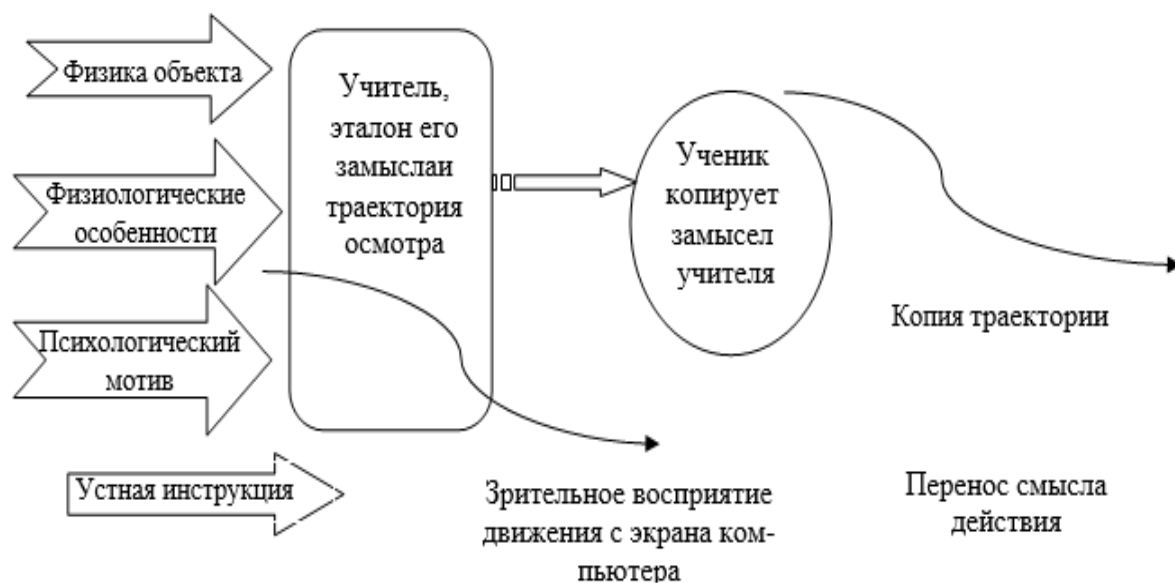 Физика объекта
Физиологические
особенности
Психологический
мотив
Устная инструкция
Учитель,
эталон его
замыслаи
траектория
осмотра
Ученик
копирует
замысел
учителя
Копия траектории
Зрительное восприятие
движения с экрана ком-
пьютера
Перенос смысла
действия